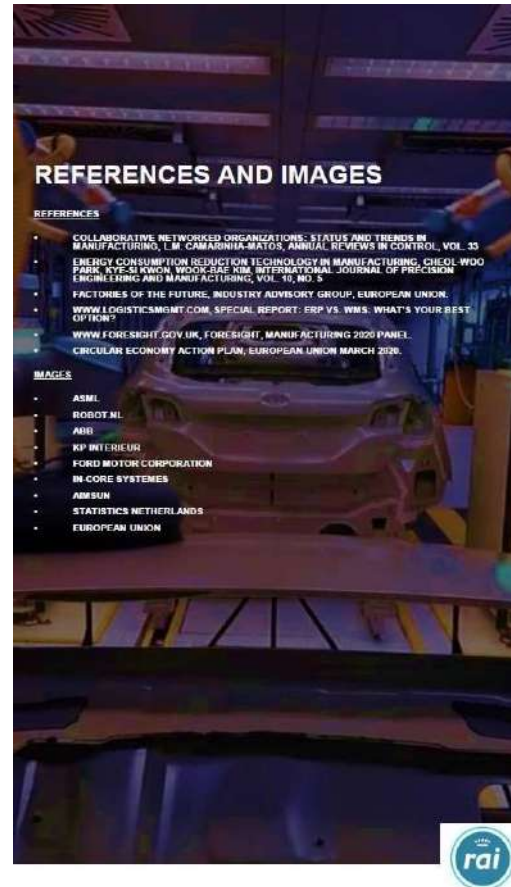 REFERENCES AND IMAGES
REFERENCES
• COLLABORATIVE NETWORKED ORGANIZATIONS: STATUS AND TRENDS IN
MANUFACTURING, L.M. CAMARINHA-MATOS, ANNUAL REVIEWS IN CONTROL, VOL. 33
• ENERGY CONSUMPTION REDUCTION TECHNOLOGY IN MANUFACTURING, CHEOL-WOO
PARK, KYE-SI KWON, WOOK-BAE KIM, INTERNATIONAL JOURNAL OF PRECISION
ENGINEERING AND MANUFACTURING, VOL. 10, NO. 5
• FACTORIES OF THE FUTURE, INDUSTRY ADVISORY GROUP, EUROPEAN UNION.
• WWW.LOGISTICSMGMT.COM, SPECIAL REPORT: ERP VS. WMS: WHAT'S YOUR BEST
OPTION?
• WWW.FORESIGHT.GOV.UK, FORESIGHT, MANUFACTURING 2020 PANEL.
• CIRCULAR ECONOMY ACTION PLAN, EUROPEAN UNION MARCH 2020.
IMAGES
• ASML
• ROBOT.NL
• ABB
• KP INTERIEUR
• FORD MOTOR CORPORATION
• IN-CORE SYSTEMES
• AIMSUN
• STATISTICS NETHERLANDS
• EUROPEAN UNION
rai